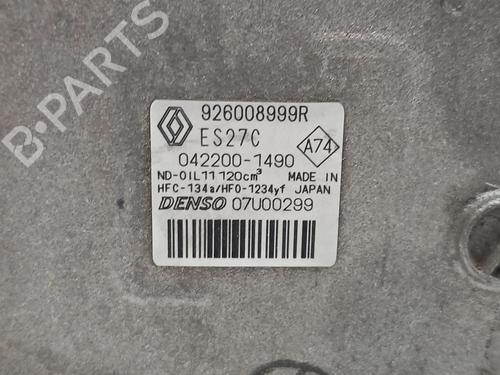 B-PARTS
926008999R
ES27C
A74
042200-1490
ND-OIL11 120cm³ MADE IN
HFC-134a/HFO-1234yf JAPAN
DENSO 07U00299